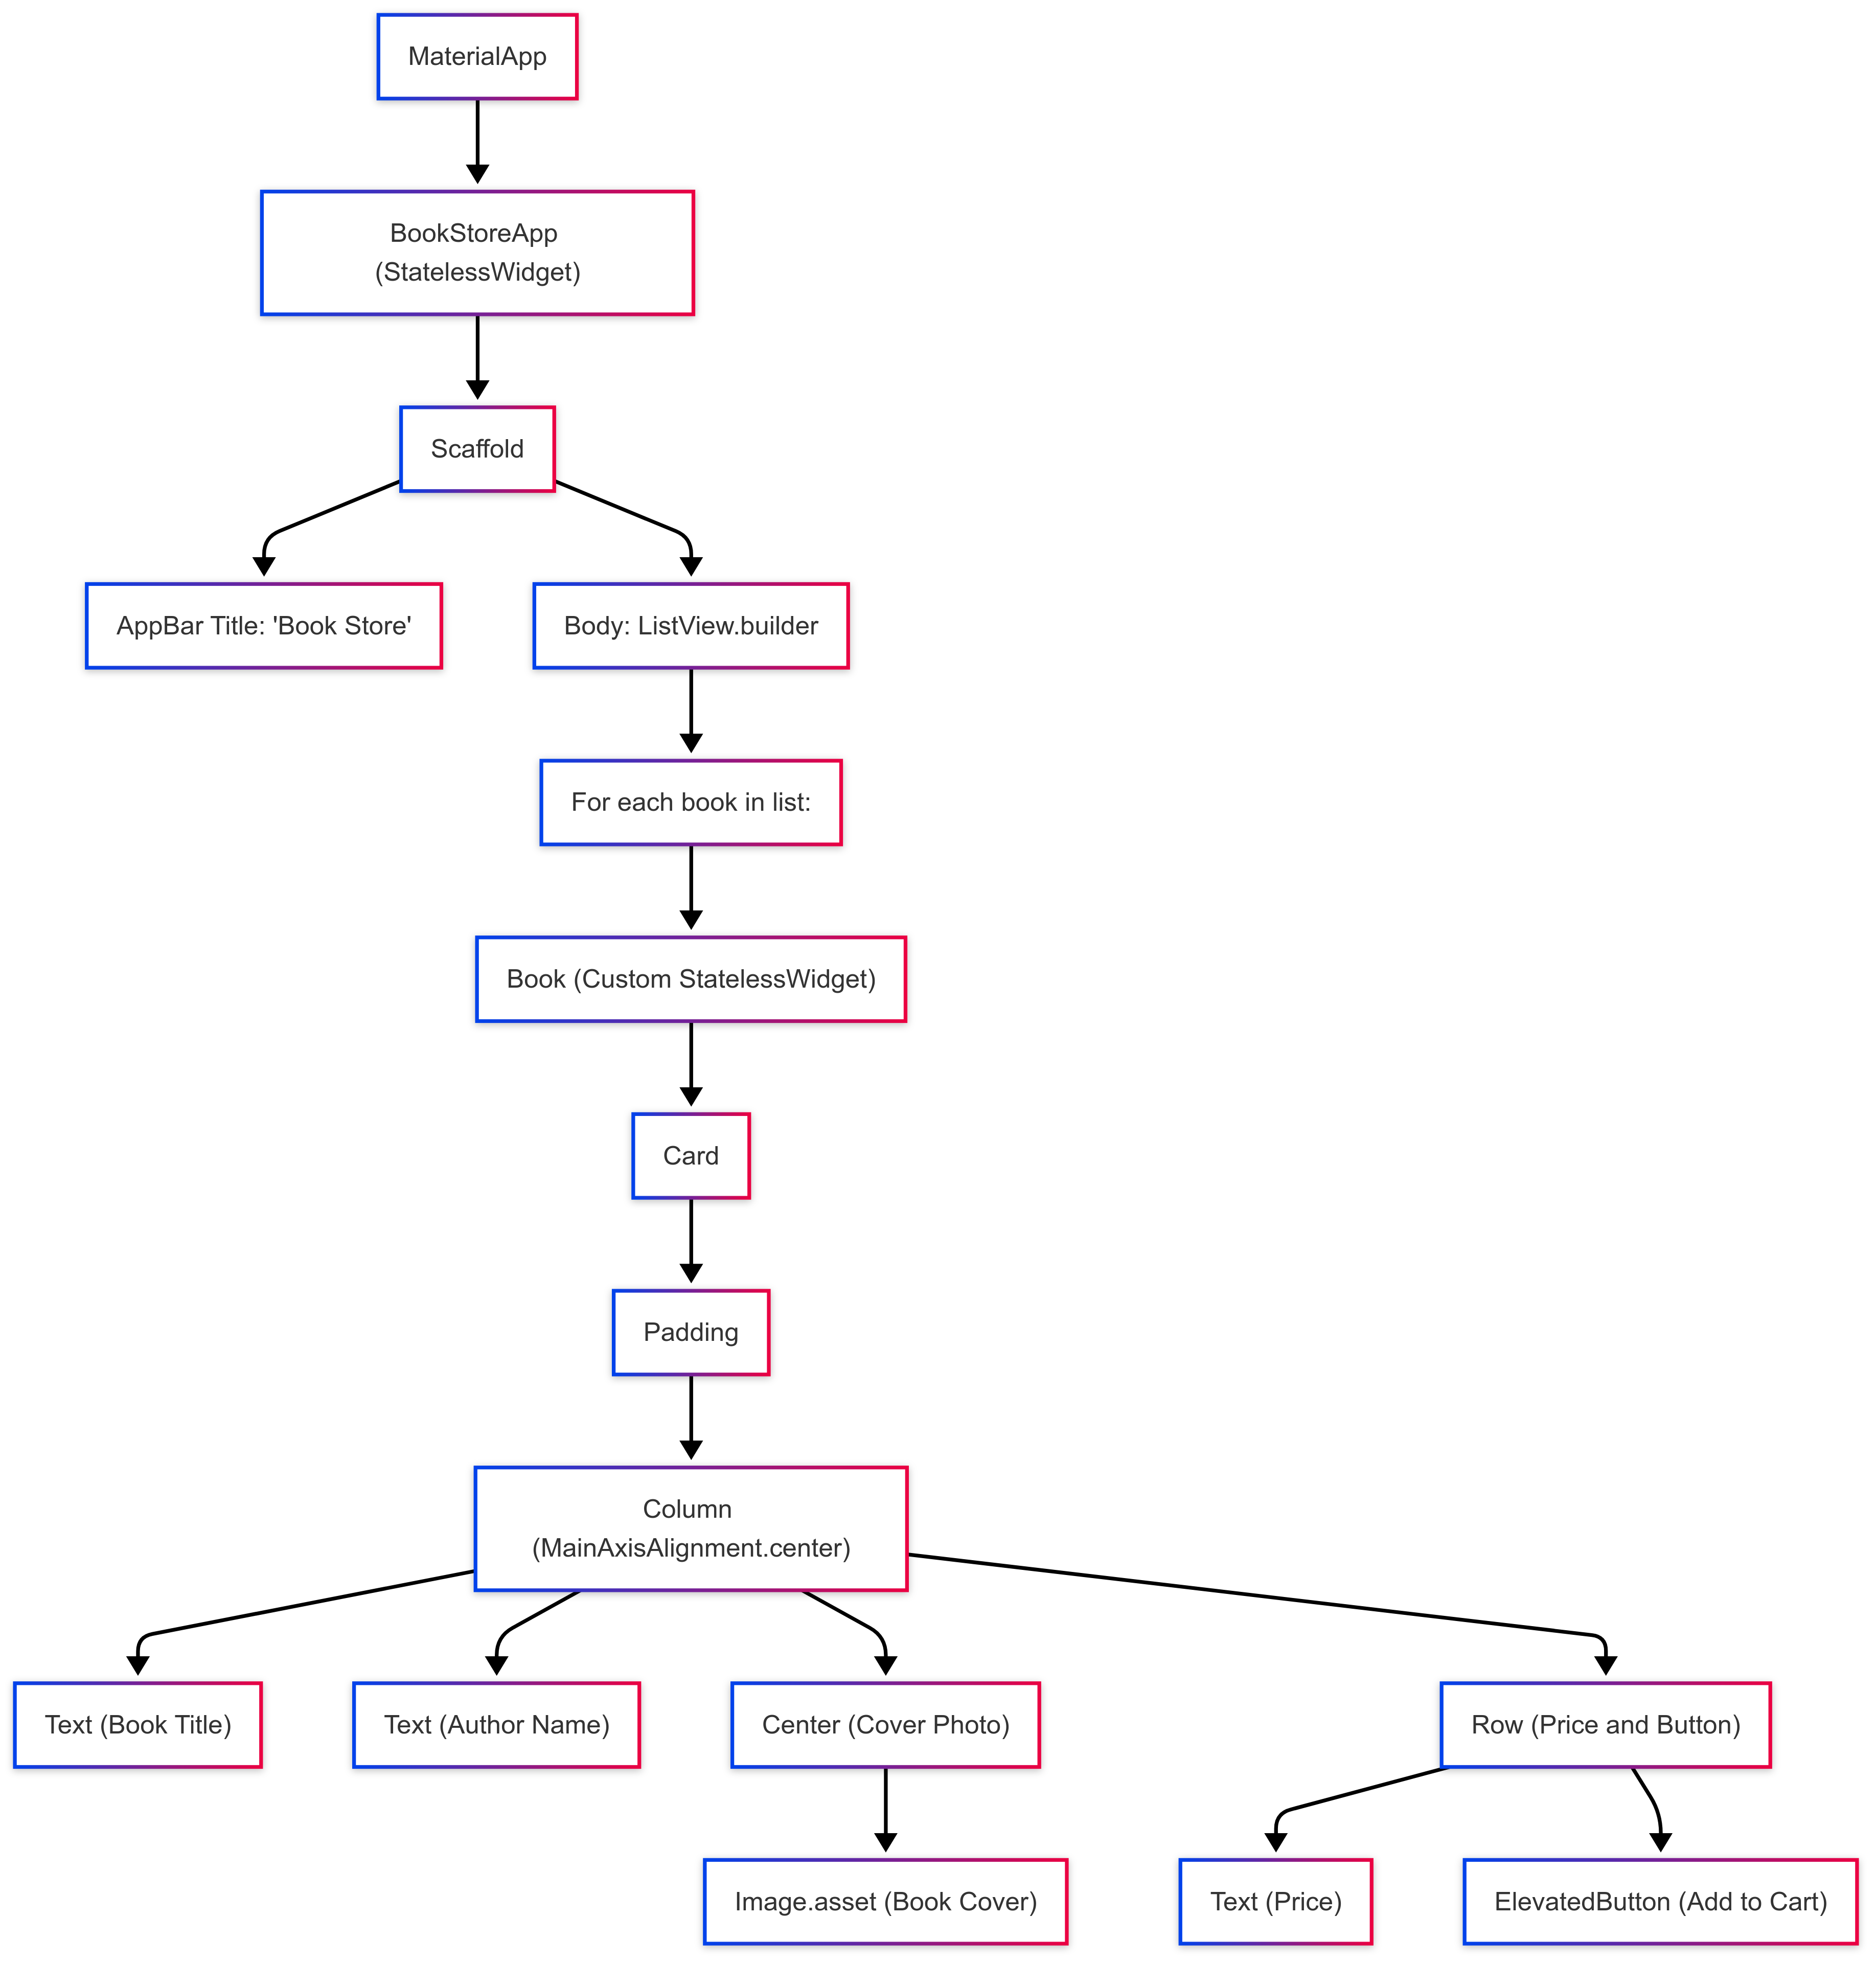 MaterialApp
BookStoreApp
(StatelessWidget)
Scaffold
AppBar Title: 'Book Store'
Body: ListView.builder
For each book in list:
Book (Custom StatelessWidget)
Card
Padding
Column
(MainAxisAlignment.center)
Text (Book Title)
Text (Author Name)
Center (Cover Photo)
Row (Price and Button)
Image.asset (Book Cover)
Text (Price)
ElevatedButton (Add to Cart)